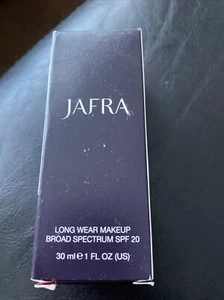 JAFRA
LONG WEAR MAKEUP
BROAD SPECTRUM SPF 20
30 ml ℮ 1 FL OZ (US)